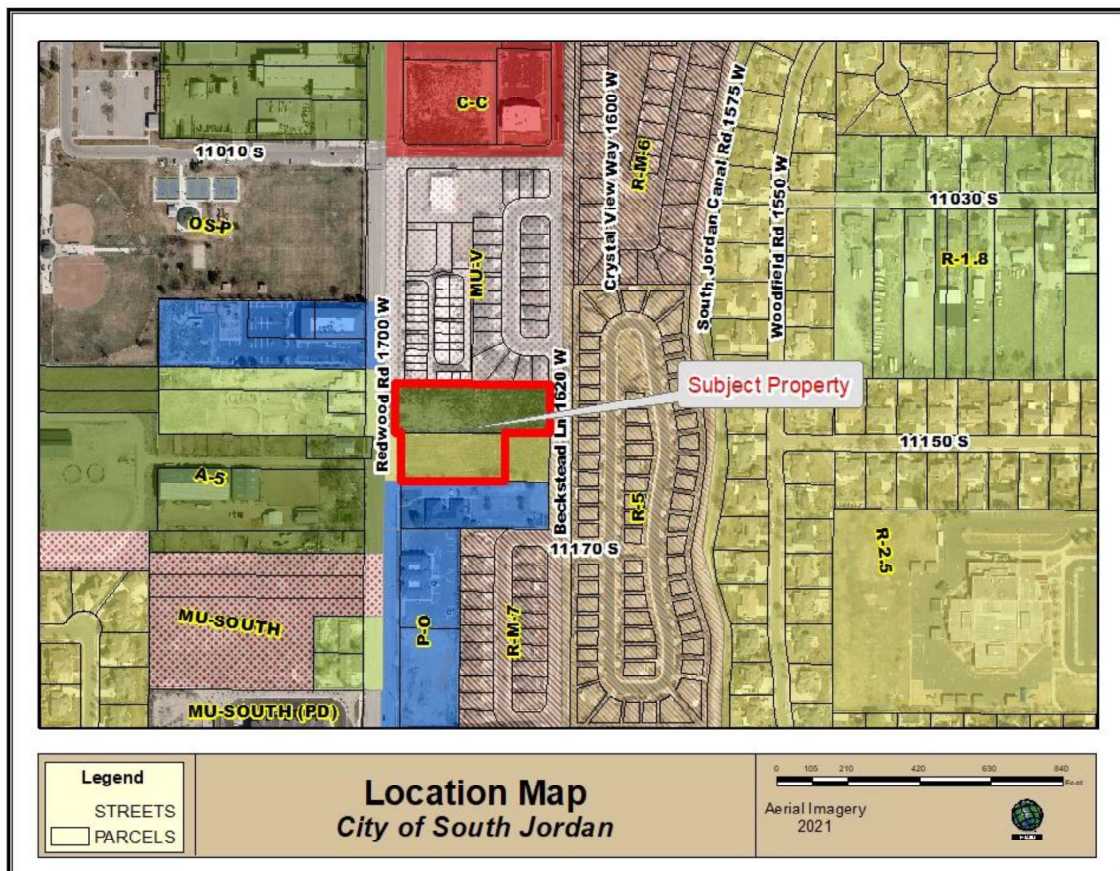 C-C
11010 S
OS-P
MU-V
R-M-6
Crystal View Way 1600 W
South Jordan Canal Rd 1575 W
Woodfield Rd 1550 W
11030 S
R-1.8
Redwood Rd 1700 W
Subject Property
Beckstead Ln 1620 W
11150 S
A-5
R-5
11170 S
R-2.5
MU-SOUTH
P-O
R-M-7
MU-SOUTH (PD)
Legend
STREETS
PARCELS
Location Map
City of South Jordan
0 105 210 420 630 840
Feet
Aerial Imagery
2021